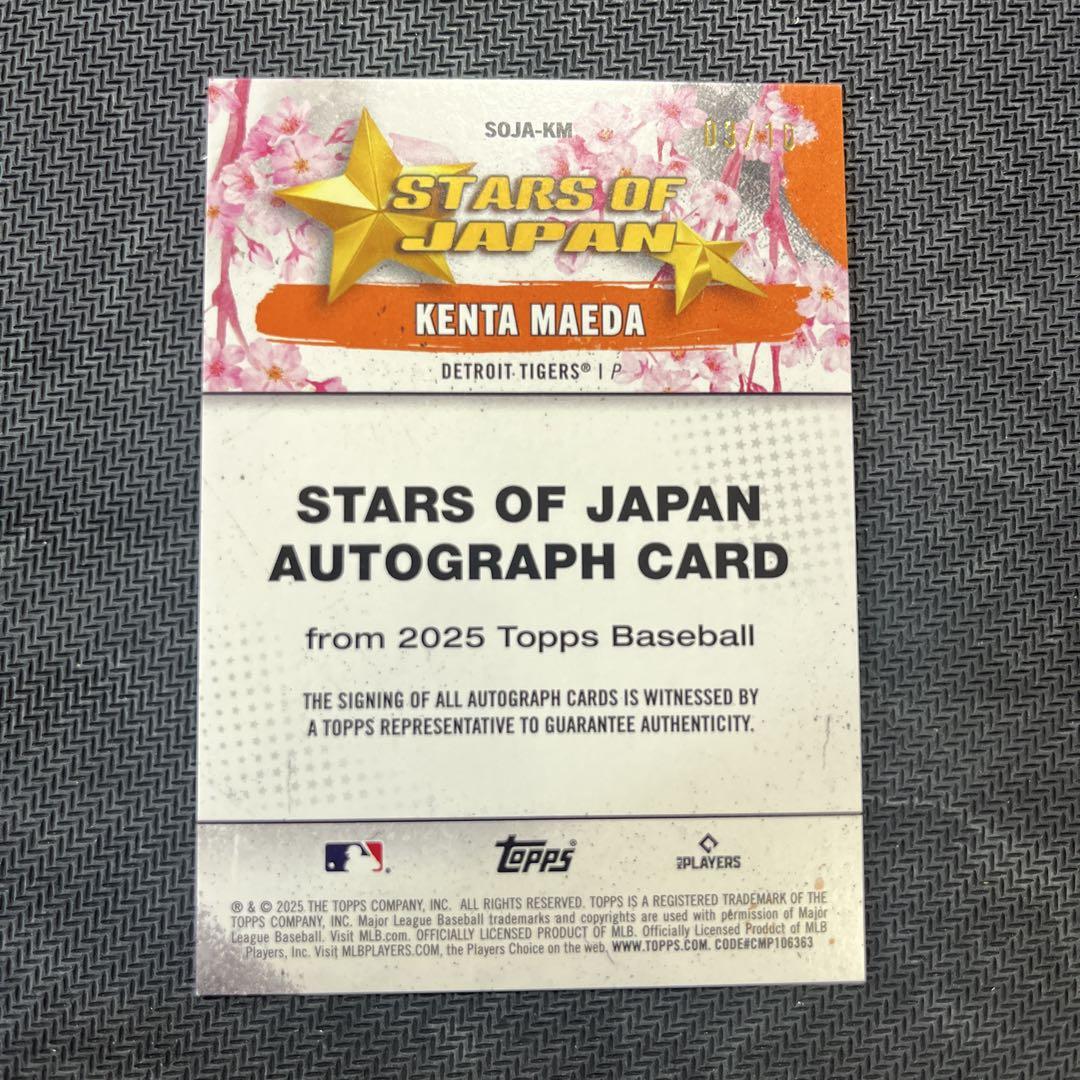 SOJA-KM
03/10
STARS OF
JAPAN
KENTA MAEDA
DETROIT TIGERS® | P
STARS OF JAPAN
AUTOGRAPH CARD
from 2025 Topps Baseball
THE SIGNING OF ALL AUTOGRAPH CARDS IS WITNESSED BY
A TOPPS REPRESENTATIVE TO GUARANTEE AUTHENTICITY.
Topps®
MLB PLAYERS
® & © 2025 THE TOPPS COMPANY, INC. ALL RIGHTS RESERVED. TOPPS IS A REGISTERED TRADEMARK OF THE
TOPPS COMPANY, INC. Major League Baseball trademarks and copyrights are used with permission of Major
League Baseball. Visit MLB.com. OFFICIALLY LICENSED PRODUCT OF MLB. Officially Licensed Product of MLB
Players, Inc. Visit MLBPLAYERS.COM, the Players Choice on the web. WWW.TOPPS.COM. CODE#CMP106363